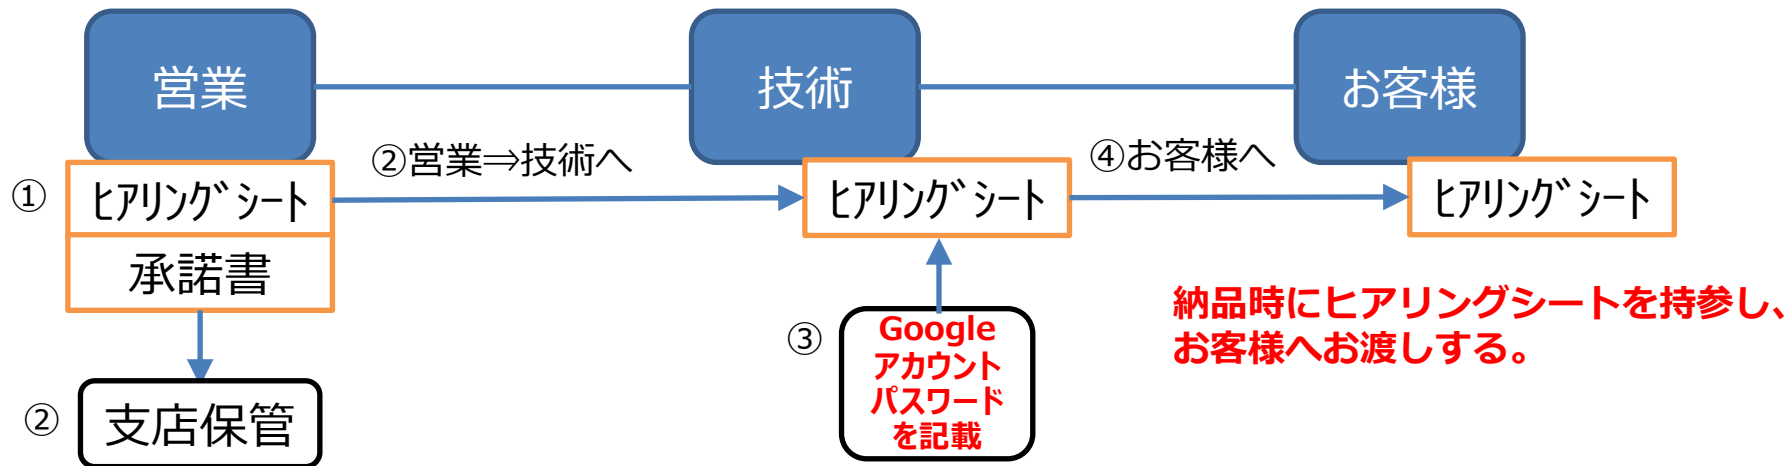 営業
技術
お客様
②営業⇒技術へ
④お客様へ
①
ﾋｱﾘﾝｸﾞｼｰﾄ
ﾋｱﾘﾝｸﾞｼｰﾄ
ﾋｱﾘﾝｸﾞｼｰﾄ
承諾書
納品時にヒアリングシートを持参し、
お客様へお渡しする。
③
Google
アカウント
パスワード
を記載
②
支店保管